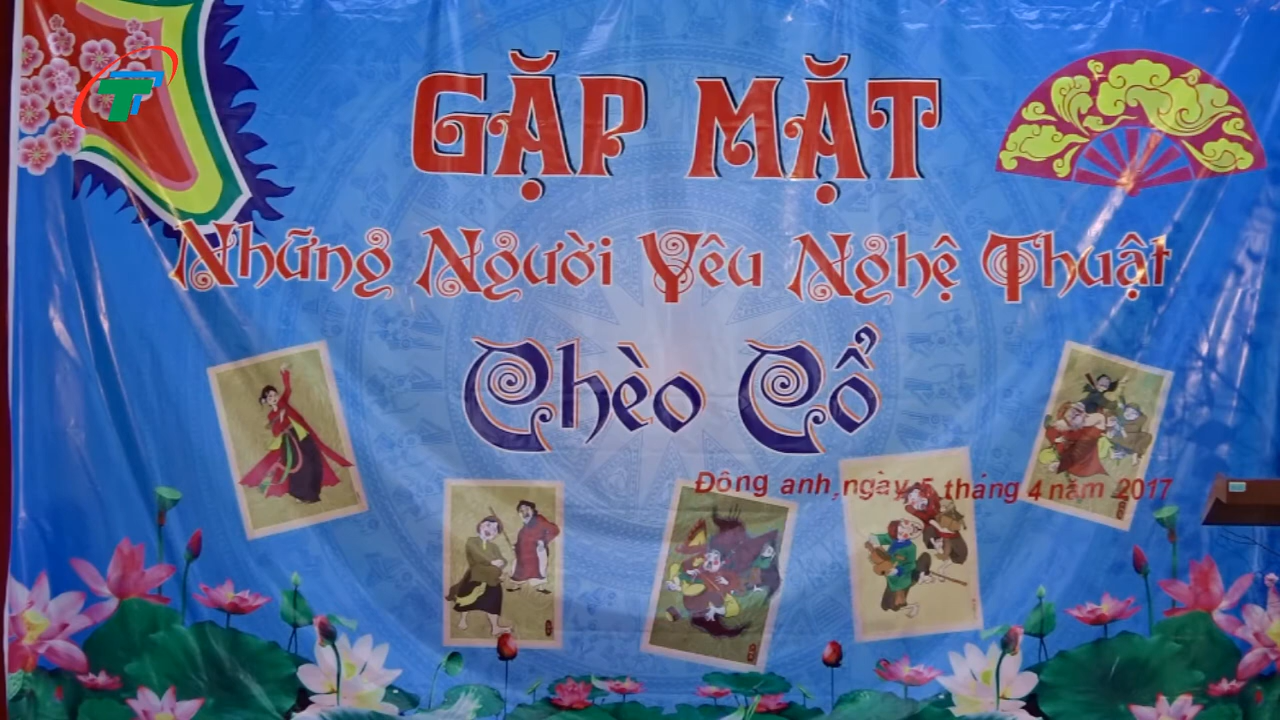 GẶP MẶT
Những Người Yêu Nghệ Thuật
Chèo Cổ
Đông anh, ngày 5 tháng 4 năm 2017